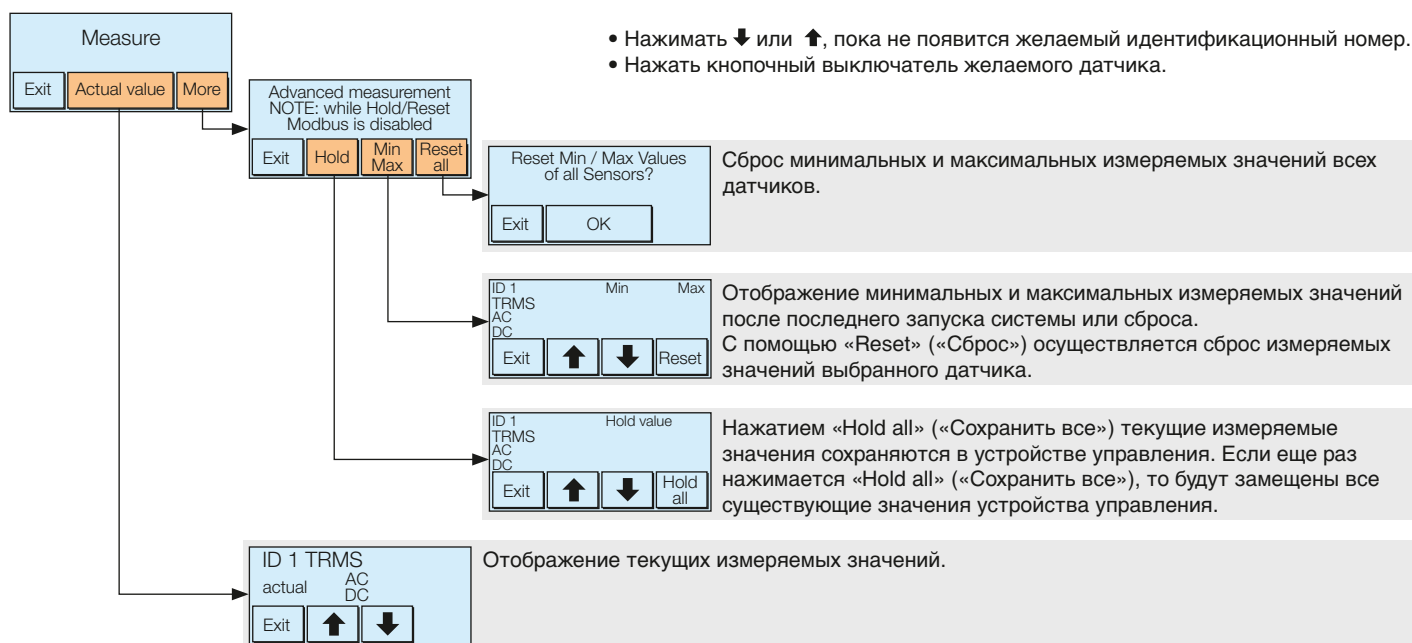 Measure
Exit
Actual value
More
• Нажимать ⬇ или ⬆, пока не появится желаемый идентификационный номер.
• Нажать кнопочный выключатель желаемого датчика.
Advanced measurement
NOTE: while Hold/Reset
Modbus is disabled
Exit
Hold
Min
Max
Reset
all
Reset Min / Max Values
of all Sensors?
Exit
OK
Сброс минимальных и максимальных измеряемых значений всех
датчиков.
ID 1 Min Max
TRMS
AC
DC
Exit
⬆
⬇
Reset
Отображение минимальных и максимальных измеряемых значений
после последнего запуска системы или сброса.
С помощью «Reset» («Сброс») осуществляется сброс измеряемых
значений выбранного датчика.
ID 1 Hold value
TRMS
AC
DC
Exit
⬆
⬇
Hold
all
Нажатием «Hold all» («Сохранить все») текущие измеряемые
значения сохраняются в устройстве управления. Если еще раз
нажимается «Hold all» («Сохранить все»), то будут замещены все
существующие значения устройства управления.
ID 1 TRMS
actual
AC
DC
Exit
⬆
⬇
Отображение текущих измеряемых значений.